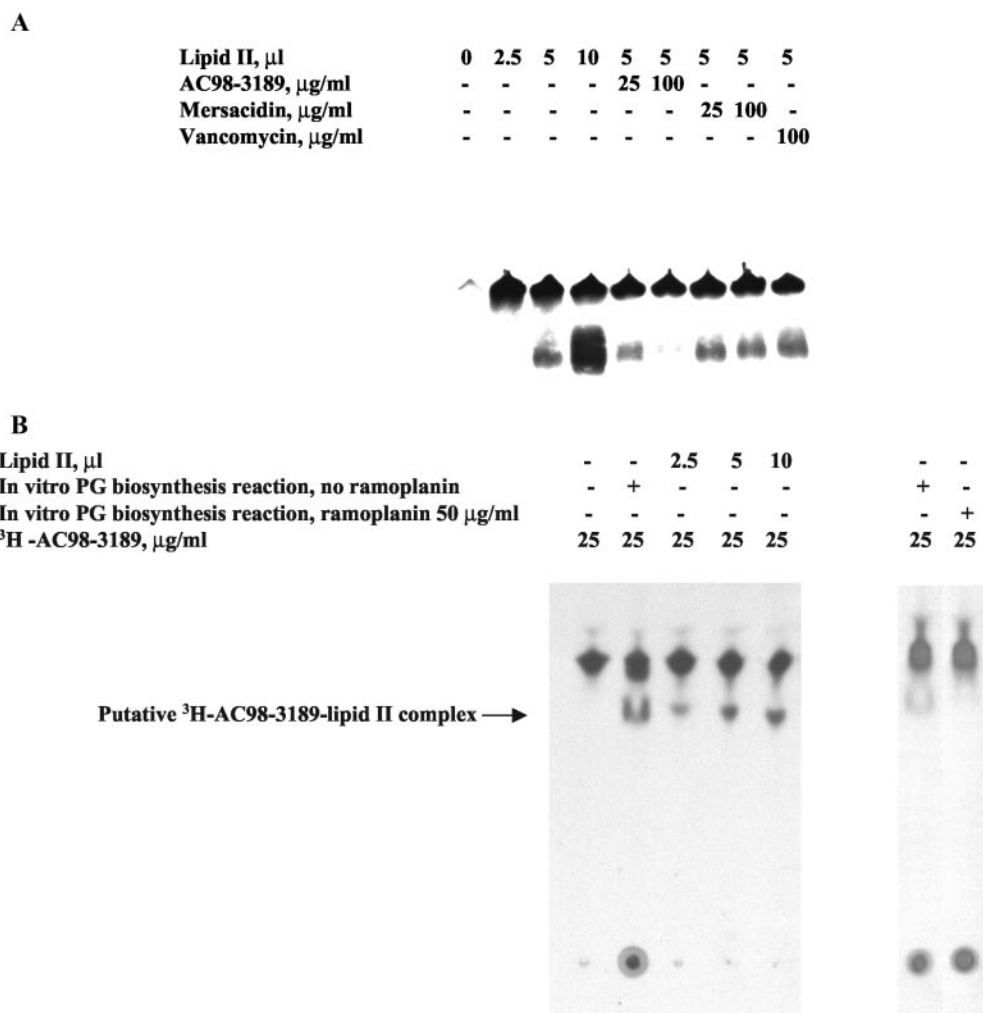 A
Lipid II, μl 0 2.5 5 10 5 5 5 5 5
AC98-3189, μg/ml - - - - 25 100 - - -
Mersacidin, μg/ml - - - - - - 25 100 -
Vancomycin, μg/ml - - - - - - - - 100
B
Lipid II, μl - - 2.5 5 10 - -
In vitro PG biosynthesis reaction, no ramoplanin - + - - - + -
In vitro PG biosynthesis reaction, ramoplanin 50 μg/ml - - - - - - +
³H -AC98-3189, μg/ml 25 25 25 25 25 25 25
Putative ³H-AC98-3189-lipid II complex